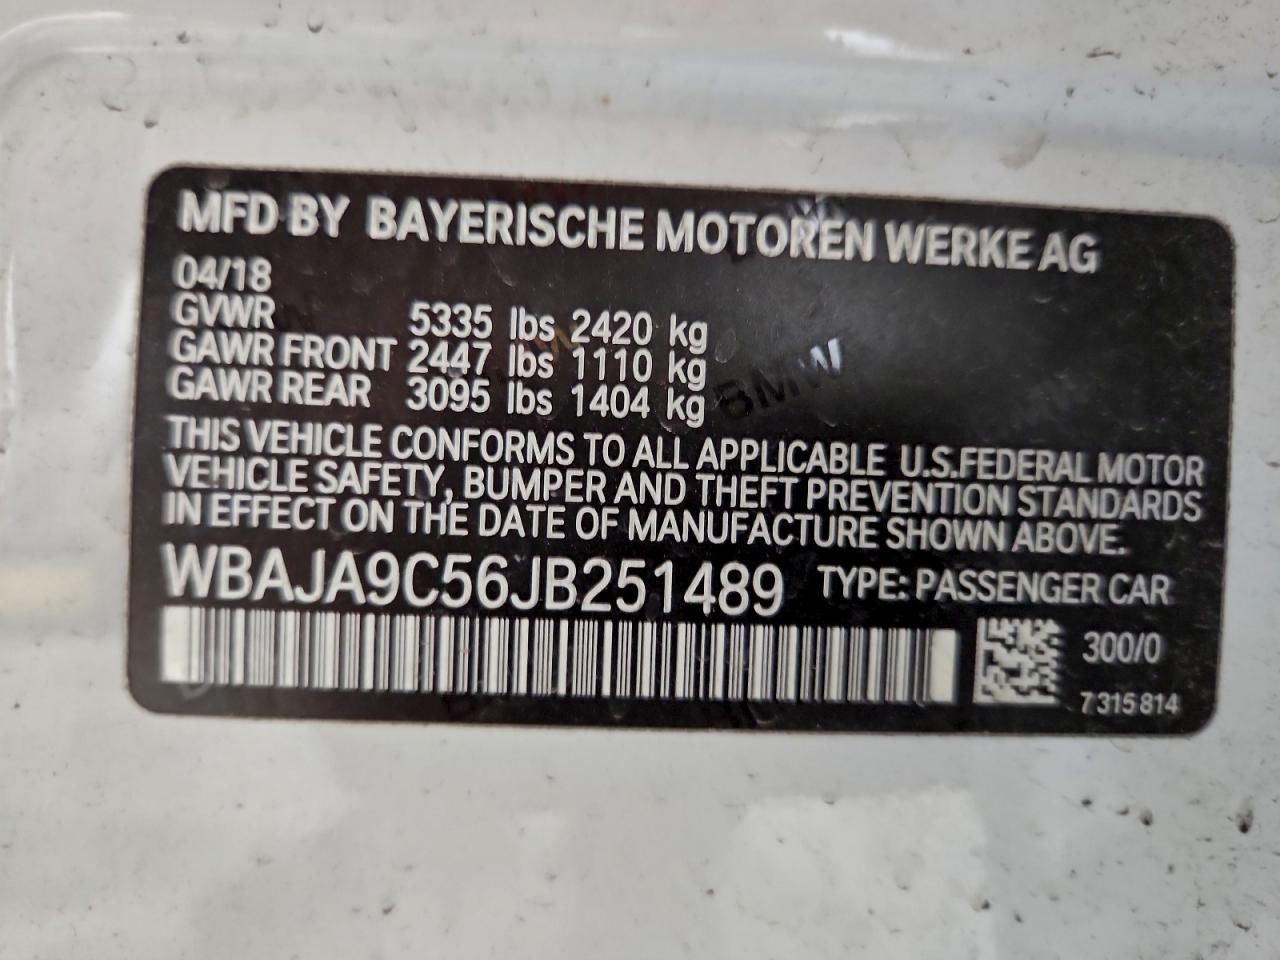 MFD BY BAYERISCHE MOTOREN WERKE AG
04/18
GVWR 5335 lbs 2420 kg
GAWR FRONT 2447 lbs 1110 kg
GAWR REAR 3095 lbs 1404 kg
BMW
THIS VEHICLE CONFORMS TO ALL APPLICABLE U.S.FEDERAL MOTOR
VEHICLE SAFETY, BUMPER AND THEFT PREVENTION STANDARDS
IN EFFECT ON THE DATE OF MANUFACTURE SHOWN ABOVE.
WBAJA9C56JB251489 TYPE: PASSENGER CAR
300/0
7 315 814